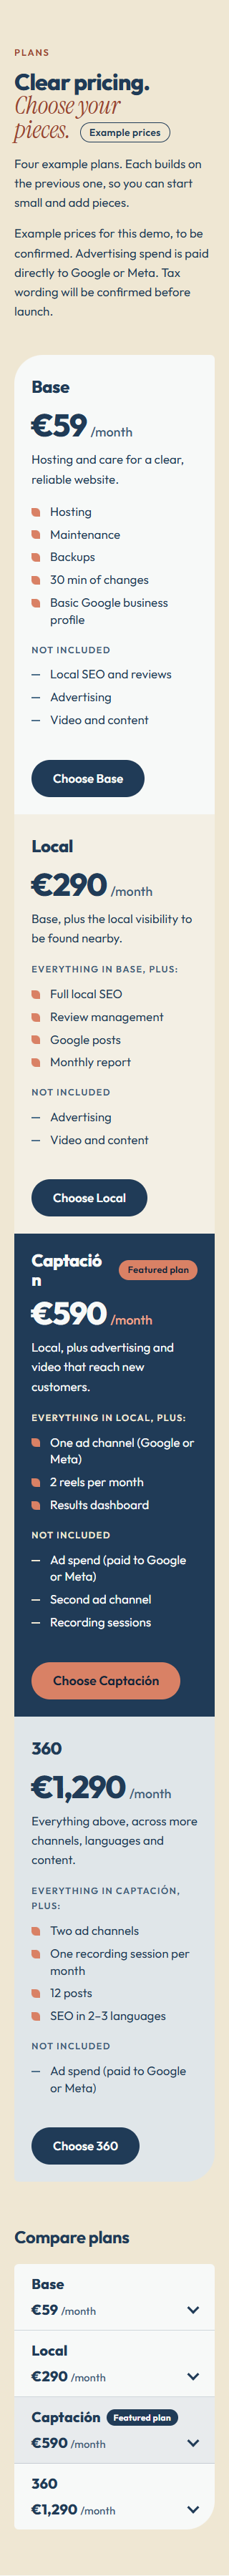 PLANS
Clear pricing.
Choose your
pieces. Example prices
Four example plans. Each builds on
the previous one, so you can start
small and add pieces.
Example prices for this demo, to be
confirmed. Advertising spend is paid
directly to Google or Meta. Tax
wording will be confirmed before
launch.
Base
€59 /month
Hosting and care for a clear,
reliable website.
Hosting
Maintenance
Backups
30 min of changes
Basic Google business
profile
NOT INCLUDED
— Local SEO and reviews
— Advertising
— Video and content
Choose Base
Local
€290 /month
Base, plus the local visibility to
be found nearby.
EVERYTHING IN BASE, PLUS:
Full local SEO
Review management
Google posts
Monthly report
NOT INCLUDED
— Advertising
— Video and content
Choose Local
Captació
n
Featured plan
€590 /month
Local, plus advertising and
video that reach new
customers.
EVERYTHING IN LOCAL, PLUS:
One ad channel (Google or
Meta)
2 reels per month
Results dashboard
NOT INCLUDED
— Ad spend (paid to Google
or Meta)
— Second ad channel
— Recording sessions
Choose Captación
360
€1,290 /month
Everything above, across more
channels, languages and
content.
EVERYTHING IN CAPTACIÓN,
PLUS:
Two ad channels
One recording session per
month
12 posts
SEO in 2–3 languages
NOT INCLUDED
— Ad spend (paid to Google
or Meta)
Choose 360
Compare plans
Base
€59 /month
Local
€290 /month
Captación Featured plan
€590 /month
360
€1,290 /month